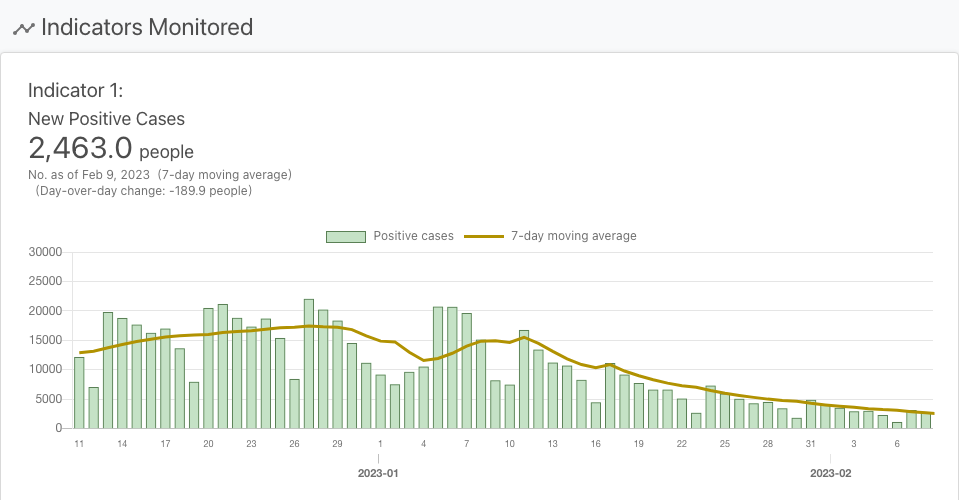 Indicators Monitored
Indicator 1:
New Positive Cases
2,463.0 people
No. as of Feb 9, 2023 (7-day moving average)
(Day-over-day change: -189.9 people)
Positive cases 7-day moving average
30000
25000
20000
15000
10000
5000
0
11 14 17 20 23 26 29 1 4 7 10 13 16 19 22 25 28 31 3 6
2023-01 2023-02